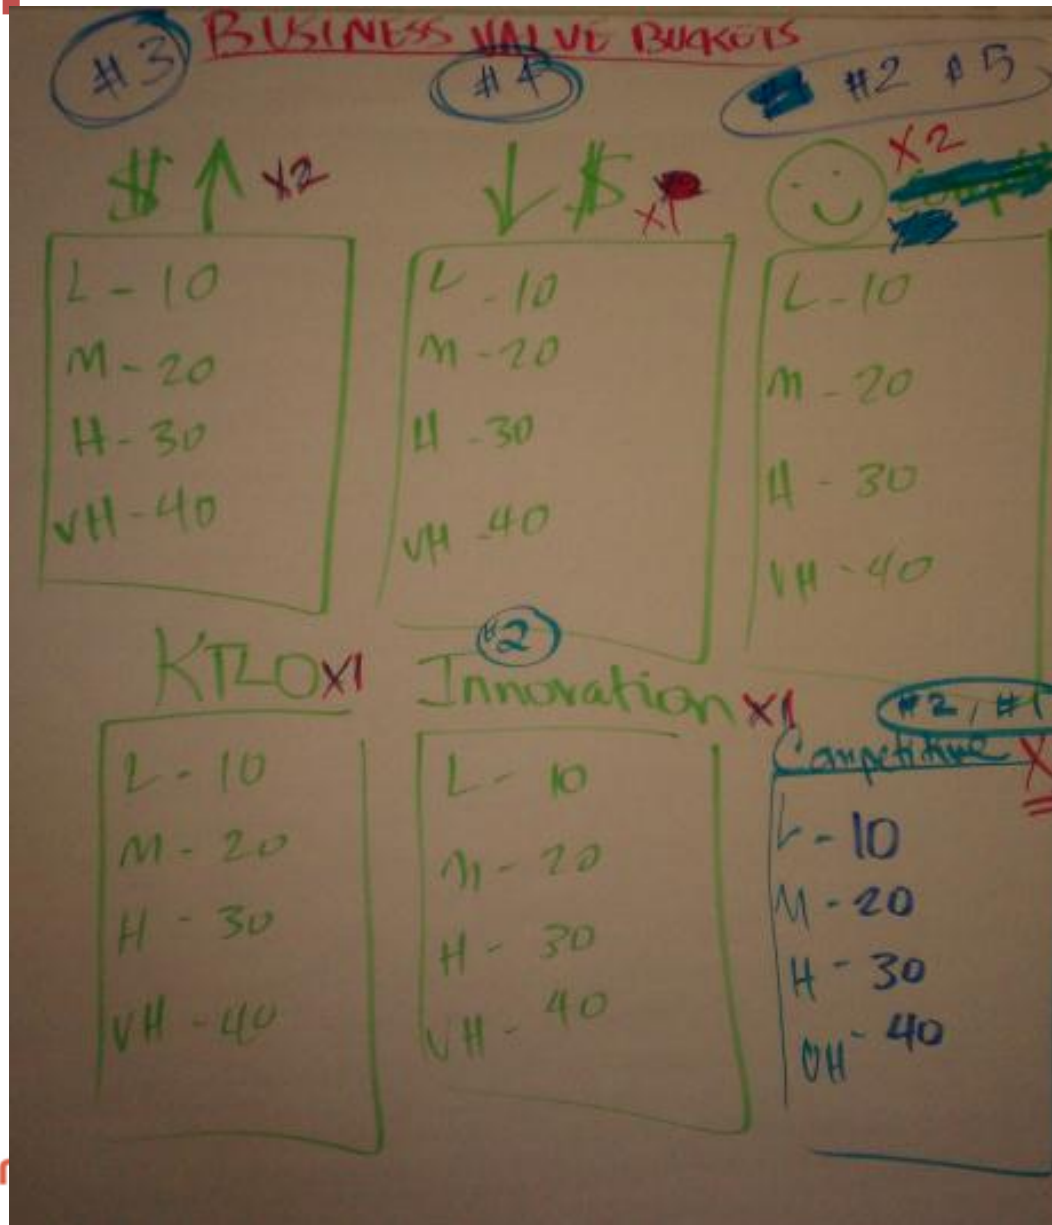 BUSINESS VALVE BUCKETS
#3
#4
#2 #5
$ ↑ X2
L - 10
M - 20
H - 30
VH - 40
↓ $ X1
L - 10
M - 20
H - 30
VH - 40
X2
L - 10
M - 20
H - 30
VH - 40
KTLO X1
L - 10
M - 20
H - 30
VH - 40
#2
Innovation X1
L - 10
M - 20
H - 30
VH - 40
#2, #1
Competitive X
L - 10
M - 20
H - 30
VH - 40